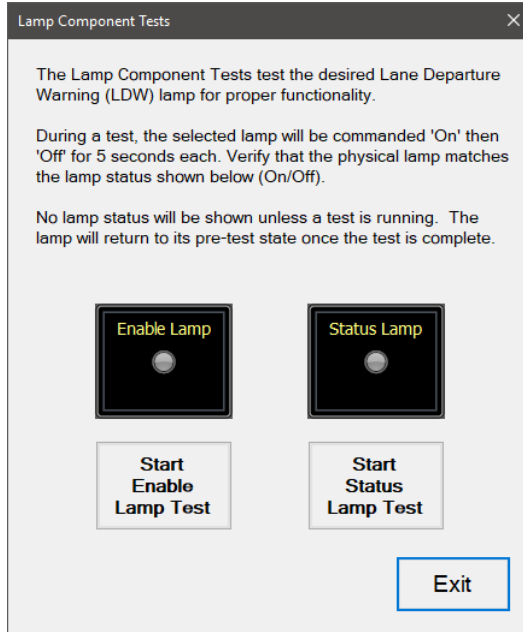 Lamp Component Tests
The Lamp Component Tests test the desired Lane Departure
Warning (LDW) lamp for proper functionality.
During a test, the selected lamp will be commanded 'On' then
'Off' for 5 seconds each. Verify that the physical lamp matches
the lamp status shown below (On/Off).
No lamp status will be shown unless a test is running.  The
lamp will return to its pre-test state once the test is complete.
Enable Lamp
Status Lamp
Start
Enable
Lamp Test
Start
Status
Lamp Test
Exit